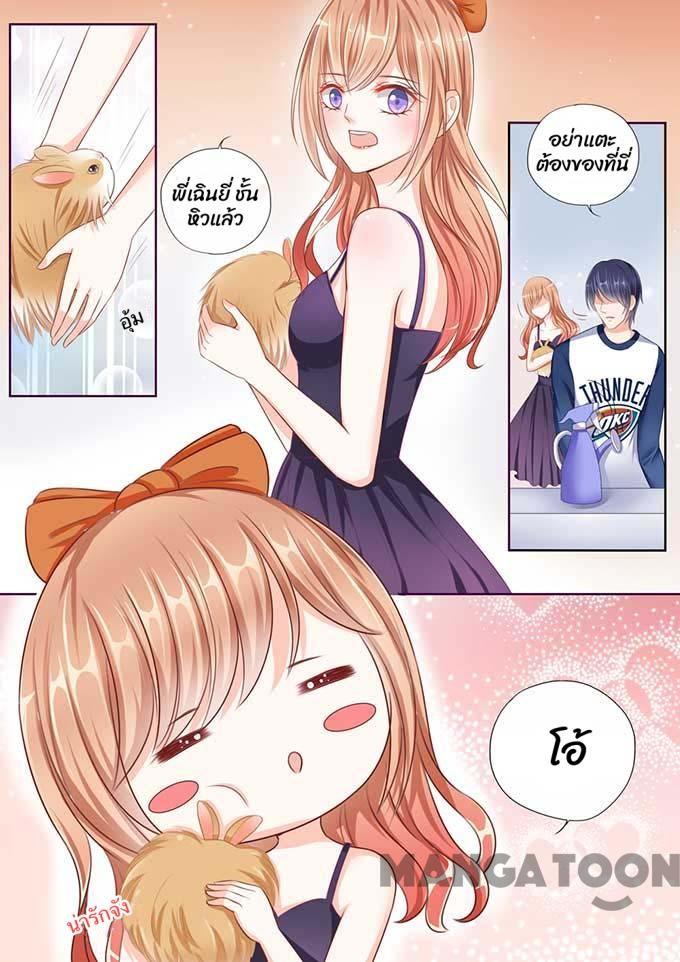 อุ้ม
พี่เฉินยี่ ชั้น
หิวแล้ว
อย่าแตะ
ต้องของที่นี่
THUNDER
OKC
โอ้
น่ารักจัง
MANGATOON